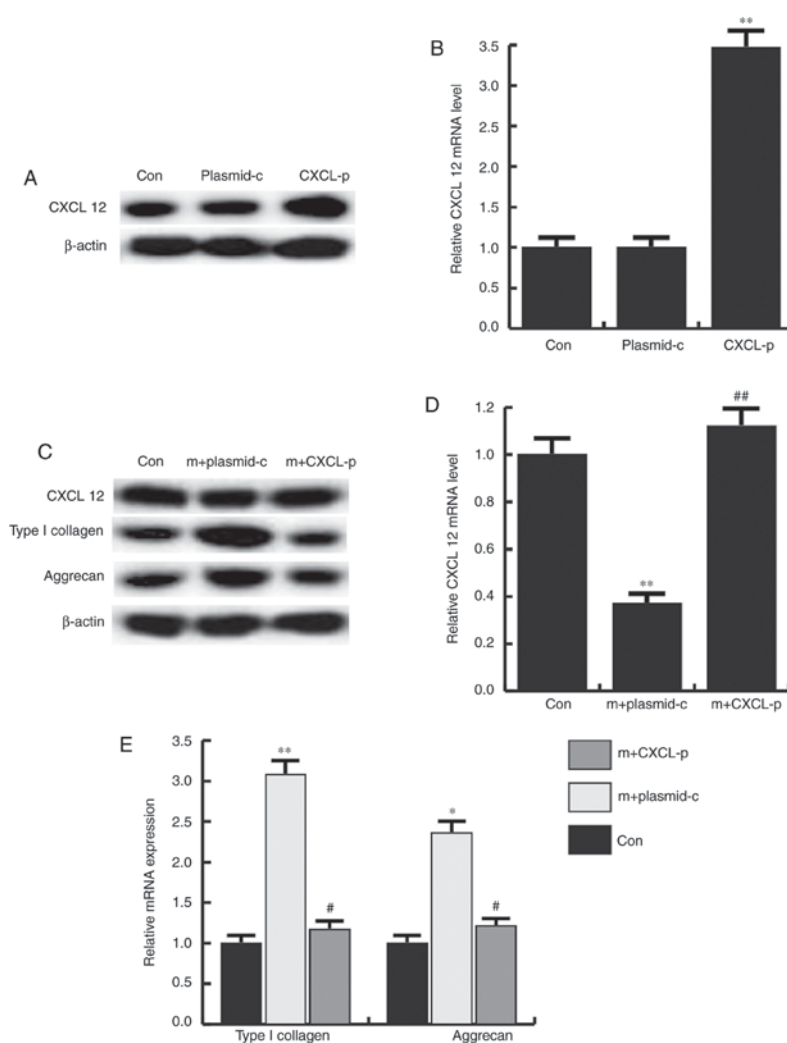 A
Con Plasmid-c CXCL-p
CXCL 12
β-actin
B
Relative CXCL 12 mRNA level
3.5
3.0
2.5
2.0
1.5
1.0
0.5
0.0
**
Con Plasmid-c CXCL-p
C
Con m+plasmid-c m+CXCL-p
CXCL 12
Type I collagen
Aggrecan
β-actin
D
Relative CXCL 12 mRNA level
1.2
1.0
0.8
0.6
0.4
0.2
0.0
**
##
Con m+plasmid-c m+CXCL-p
E
Relative mRNA expression
3.5
3.0
2.5
2.0
1.5
1.0
0.5
0.0
**
#
*
#
Type I collagen Aggrecan
m+CXCL-p
m+plasmid-c
Con